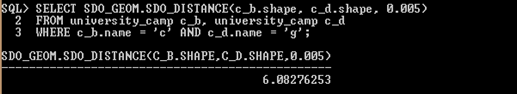 SQL> SELECT SDO_GEOM.SDO_DISTANCE(c_b.shape, c_d.shape, 0.005)
2 FROM university_camp c_b, university_camp c_d
3 WHERE c_b.name = 'c' AND c_d.name = 'g';
SDO_GEOM.SDO_DISTANCE(C_B.SHAPE,C_D.SHAPE,0.005)
------------------------------------------------
6.08276253